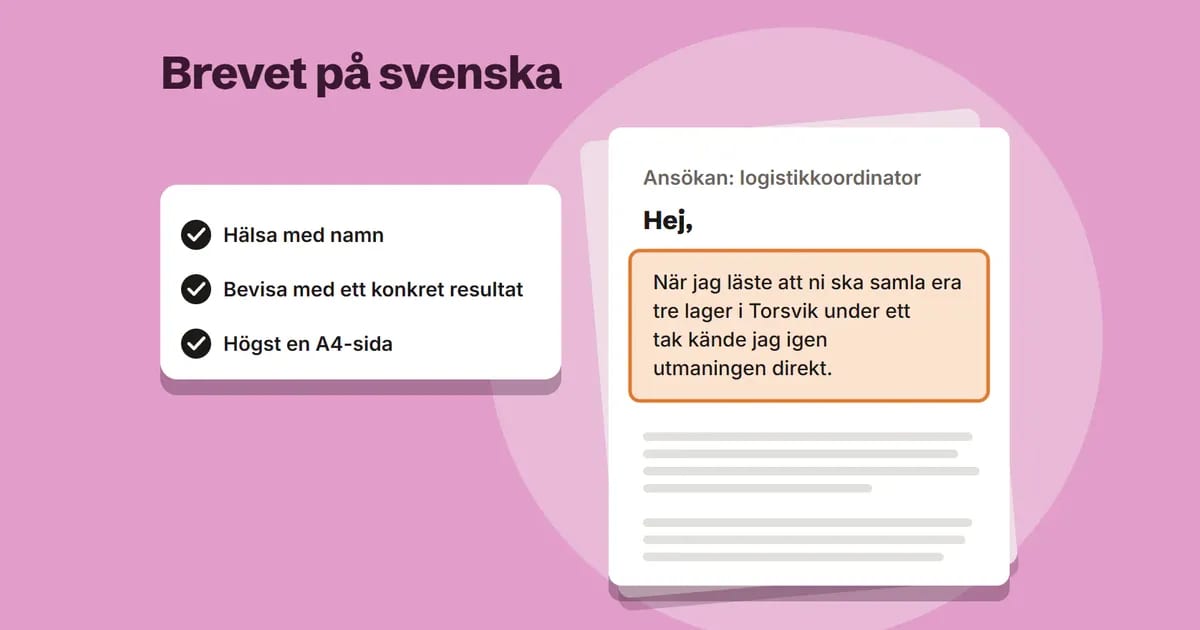 Brevet på svenska
Hälsa med namn
Bevisa med ett konkret resultat
Högst en A4-sida
Ansökan: logistikkoordinator
Hej,
När jag läste att ni ska samla era
tre lager i Torsvik under ett
tak kände jag igen
utmaningen direkt.